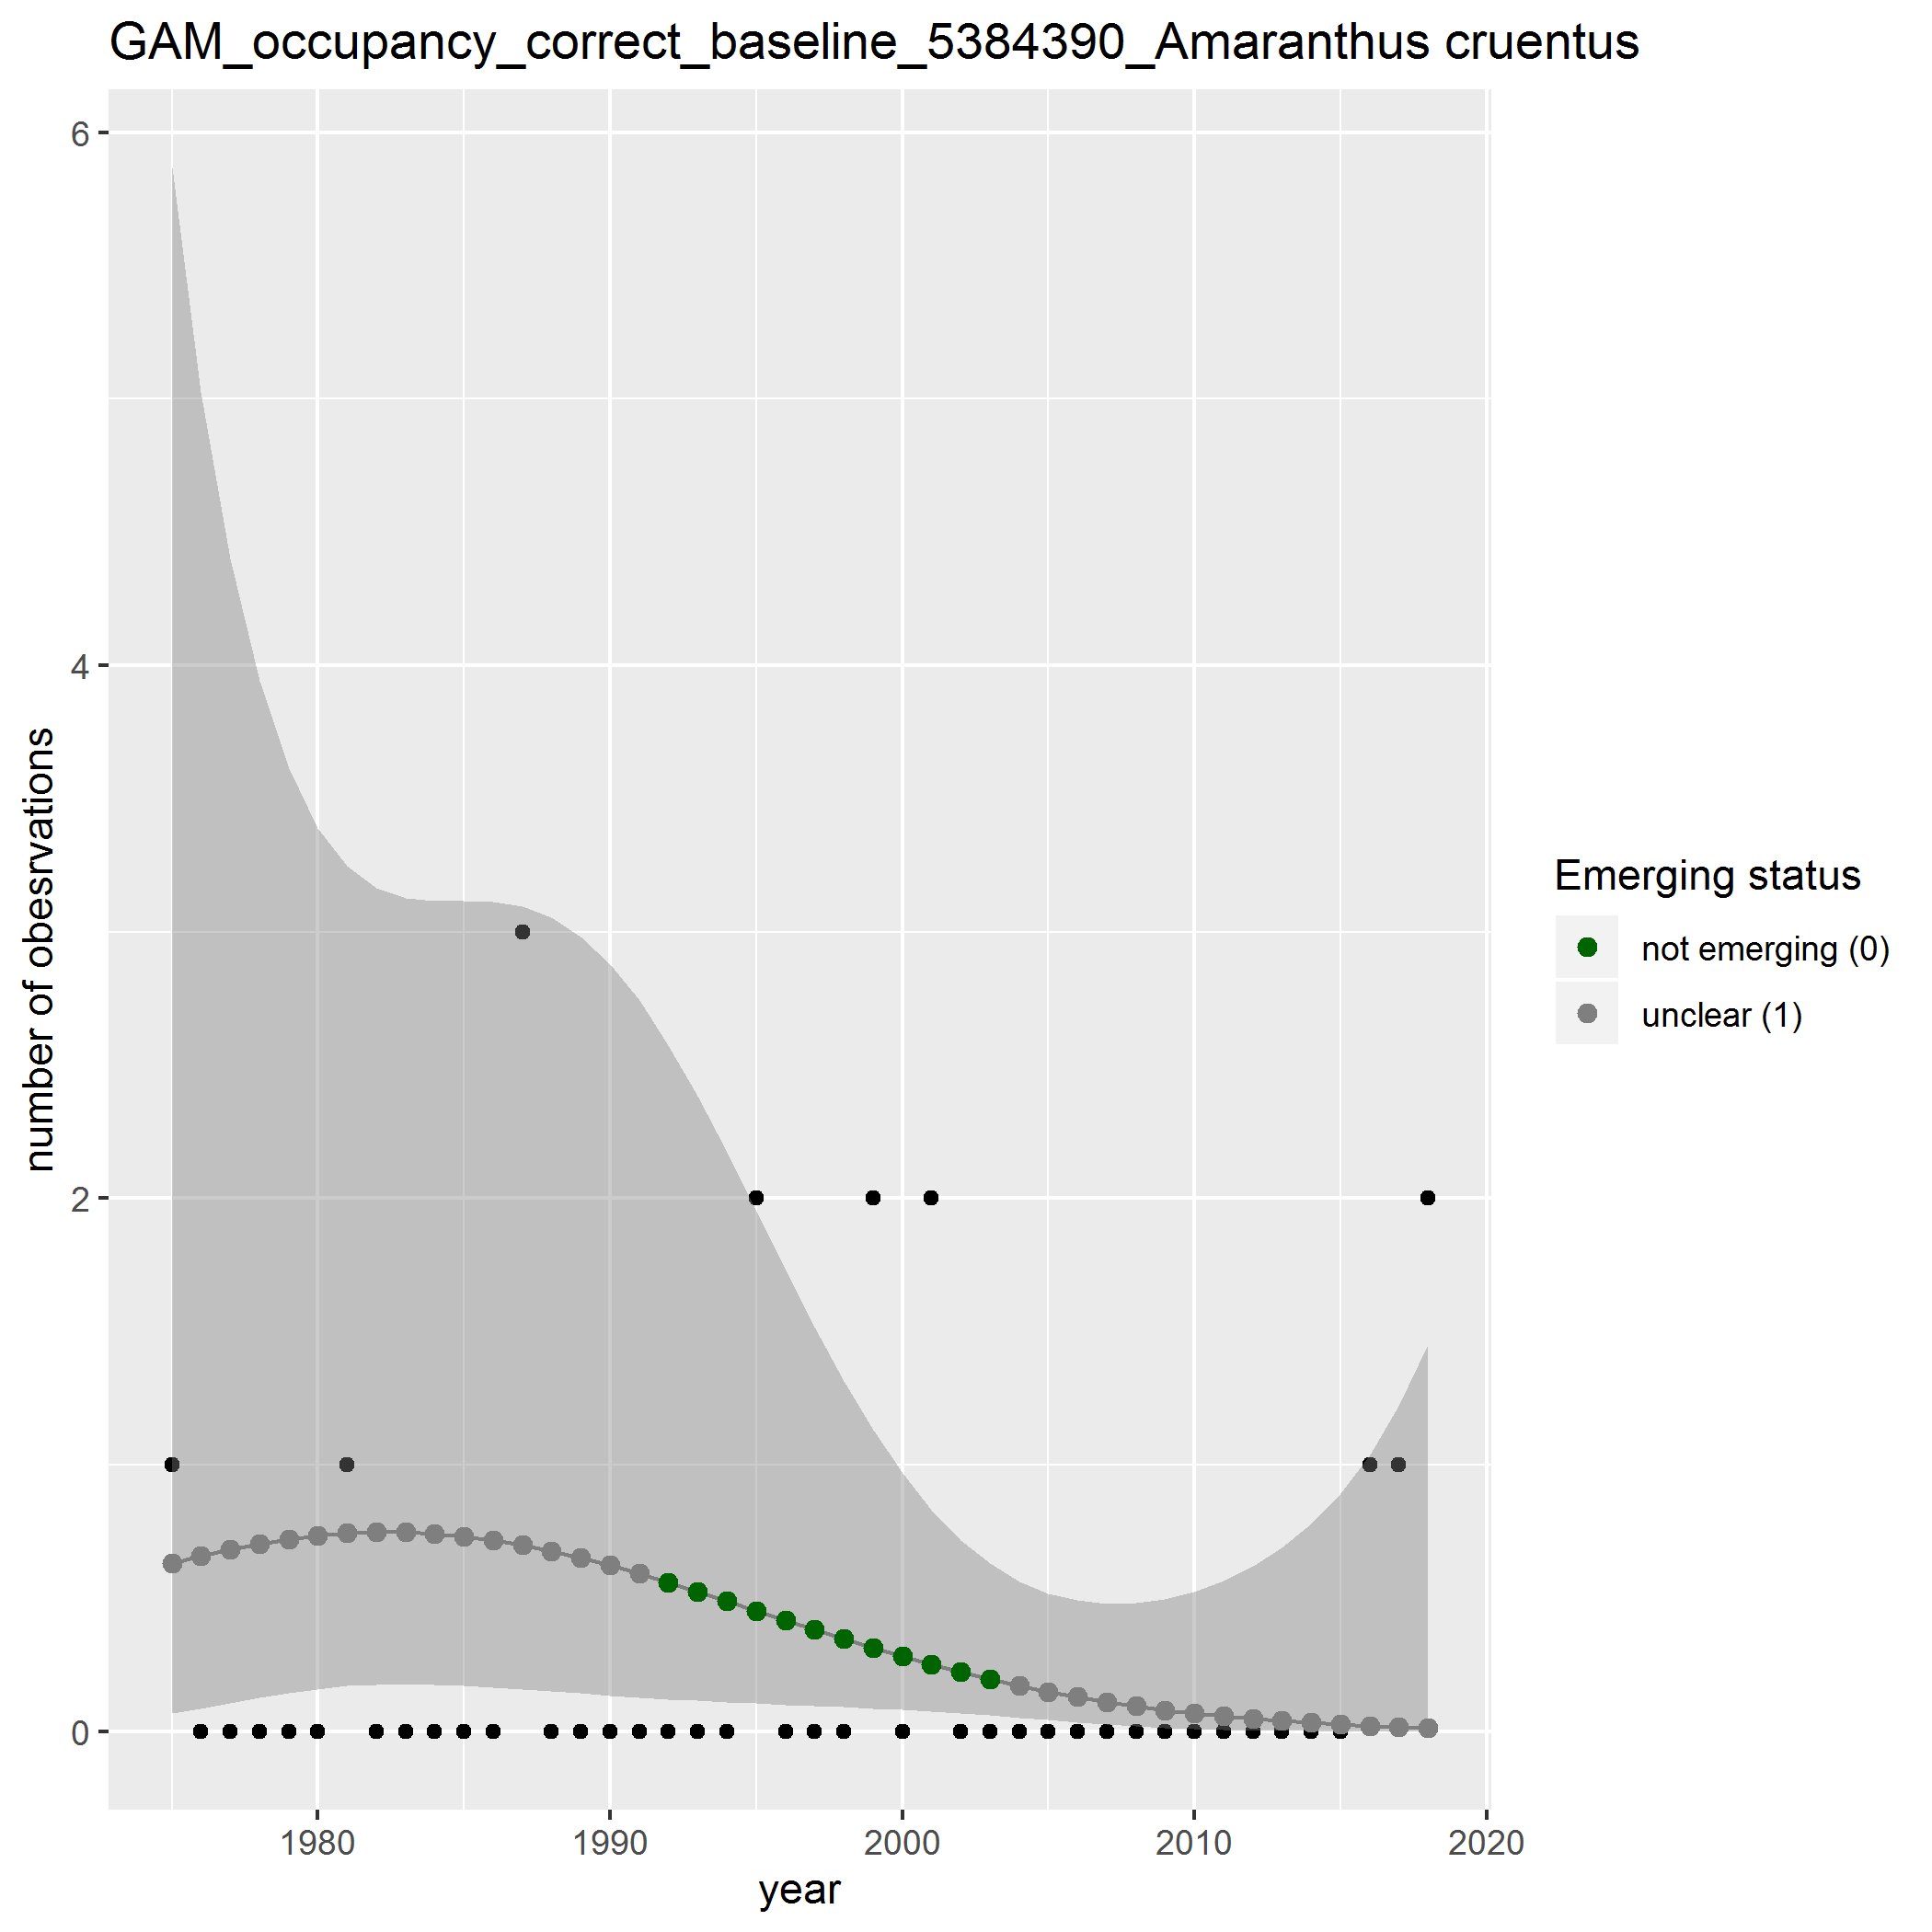 GAM_occupancy_correct_baseline_5384390_Amaranthus cruentus
6
4
2
0
number of obesrvations
1980
1990
2000
2010
2020
year
Emerging status
not emerging (0)
unclear (1)